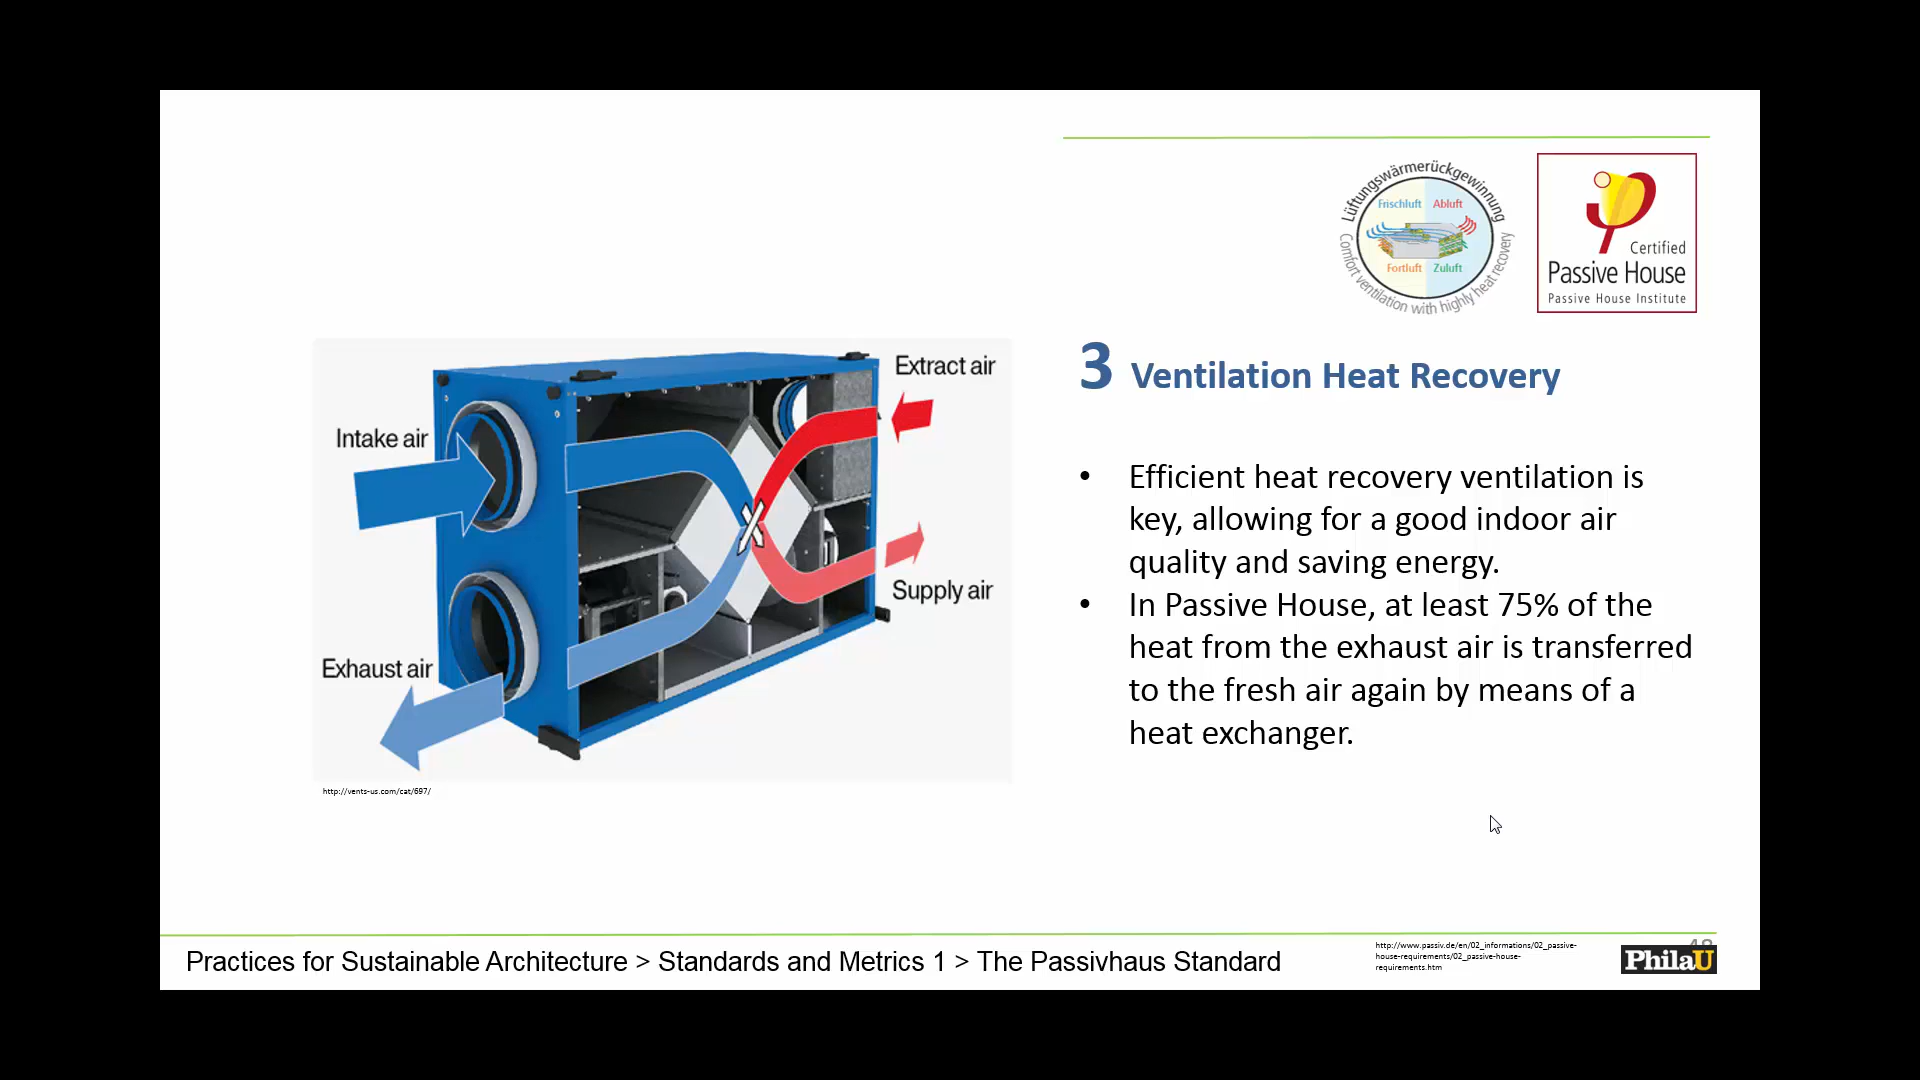 Lüftungswärmerückgewinnung
Frischluft Abluft
Fortluft Zuluft
Comfort ventilation with highly heat recovery
Certified
Passive House
Passive House Institute
Intake air
Extract air
Supply air
Exhaust air
http://vents-us.com/cat/697/
3 Ventilation Heat Recovery
• Efficient heat recovery ventilation is
key, allowing for a good indoor air
quality and saving energy.
• In Passive House, at least 75% of the
heat from the exhaust air is transferred
to the fresh air again by means of a
heat exchanger.
Practices for Sustainable Architecture > Standards and Metrics 1 > The Passivhaus Standard
http://www.passiv.de/en/02_informations/02_passive-
house-requirements/02_passive-house-
requirements.htm
PhilaU